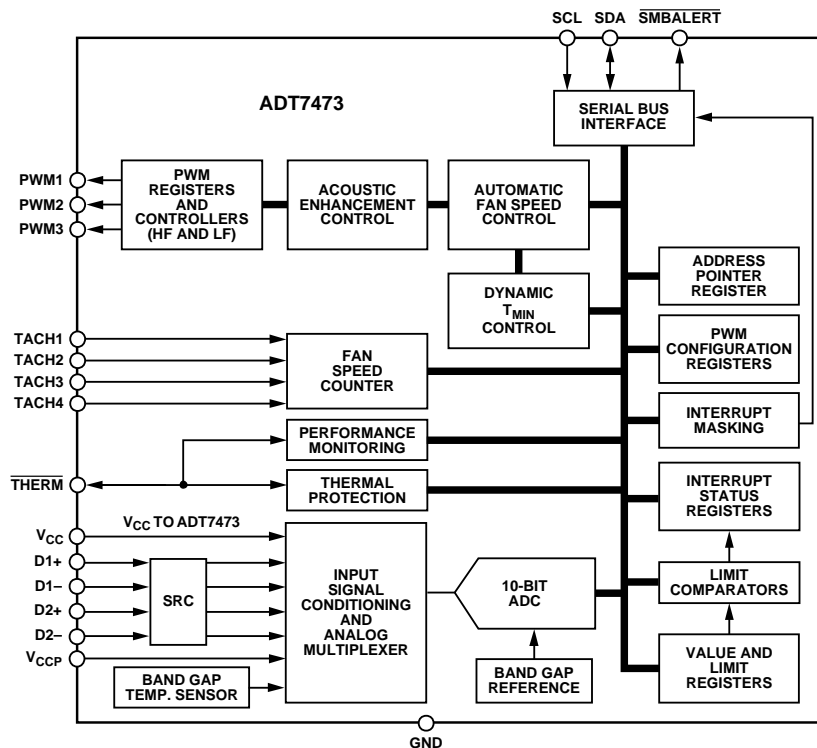 SCL SDA SMBALERT
ADT7473
SERIAL BUS
INTERFACE
PWM1
PWM2
PWM3
PWM
REGISTERS
AND
CONTROLLERS
(HF AND LF)
ACOUSTIC
ENHANCEMENT
CONTROL
AUTOMATIC
FAN SPEED
CONTROL
DYNAMIC
TMIN
CONTROL
ADDRESS
POINTER
REGISTER
TACH1
TACH2
TACH3
TACH4
FAN
SPEED
COUNTER
PWM
CONFIGURATION
REGISTERS
PERFORMANCE
MONITORING
INTERRUPT
MASKING
THERM
THERMAL
PROTECTION
INTERRUPT
STATUS
REGISTERS
VCC
VCC TO ADT7473
D1+
D1–
D2+
D2–
VCCP
SRC
INPUT
SIGNAL
CONDITIONING
AND
ANALOG
MULTIPLEXER
10-BIT
ADC
LIMIT
COMPARATORS
BAND GAP
TEMP. SENSOR
BAND GAP
REFERENCE
VALUE AND
LIMIT
REGISTERS
GND